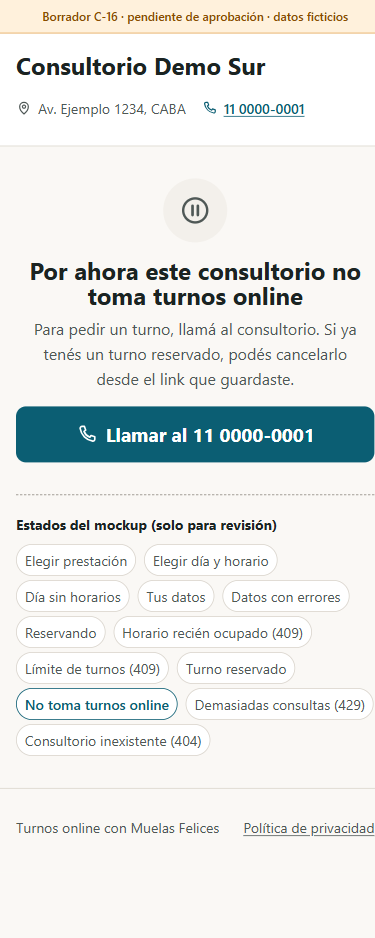 Borrador C-16 · pendiente de aprobación · datos ficticios
Consultorio Demo Sur
Av. Ejemplo 1234, CABA 11 0000-0001
Por ahora este consultorio no
toma turnos online
Para pedir un turno, llamá al consultorio. Si ya
tenés un turno reservado, podés cancelarlo
desde el link que guardaste.
Llamar al 11 0000-0001
Estados del mockup (solo para revisión)
Elegir prestación Elegir día y horario
Día sin horarios Tus datos Datos con errores
Reservando Horario recién ocupado (409)
Límite de turnos (409) Turno reservado
No toma turnos online Demasiadas consultas (429)
Consultorio inexistente (404)
Turnos online con Muelas Felices Política de privacidad